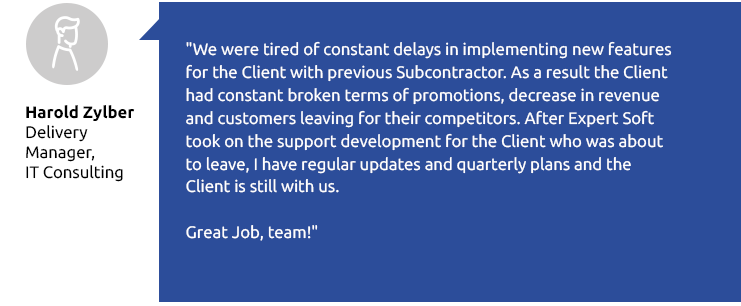 Harold Zylber
Delivery
Manager,
IT Consulting
"We were tired of constant delays in implementing new features
for the Client with previous Subcontractor. As a result the Client
had constant broken terms of promotions, decrease in revenue
and customers leaving for their competitors. After Expert Soft
took on the support development for the Client who was about
to leave, I have regular updates and quarterly plans and the
Client is still with us.
Great Job, team!"